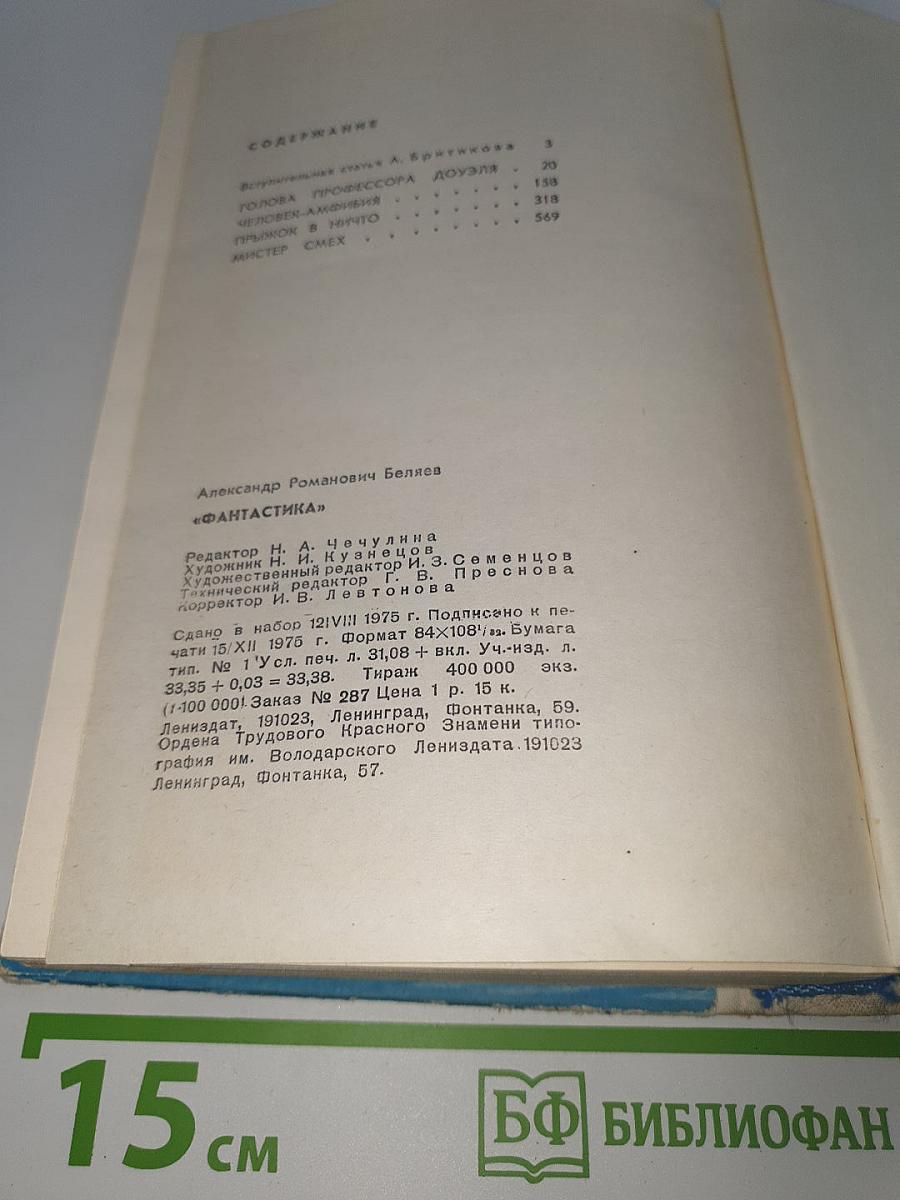 СОДЕРЖАНИЕ
Вступительная статья А. Бритикова 3
ГОЛОВА ПРОФЕССОРА ДОУЭЛЯ . 20
ЧЕЛОВЕК-АМФИБИЯ . . . . . . . 158
ПРЫЖОК В НИЧТО . . . . . . . 318
МИСТЕР СМЕХ . . . . . . . . 569
Александр Романович Беляев
«ФАНТАСТИКА»
Редактор Н. А. Чечулина
Художник Н. И. Кузнецов
Художественный редактор И. З. Семенцов
Технический редактор Г. В. Преснова
Корректор И. В. Левтонова
Сдано в набор 12/VIII 1975 г. Подписано к пе-
чати 15/XII 1975 г. Формат 84×108¹/₃₂. Бумага
тип. № 1 Усл. печ. л. 31,08 + вкл. Уч.-изд. л.
33,35 + 0,03 = 33,38. Тираж 400 000 экз.
(1-100 000). Заказ № 287 Цена 1 р. 15 к.
Лениздат, 191023, Ленинград, Фонтанка, 59.
Ордена Трудового Красного Знамени типо-
графия им. Володарского Лениздата. 191023
Ленинград, Фонтанка, 57.
15 см
БФ БИБЛИОФАН